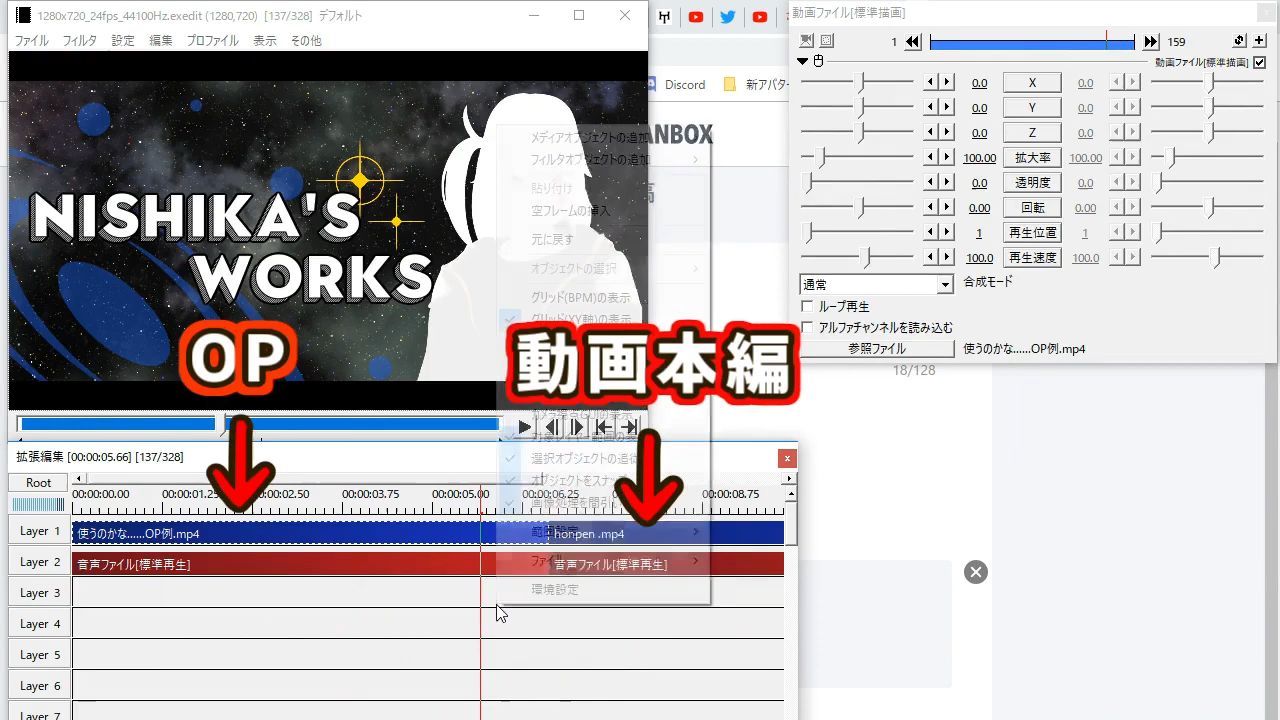 1280x720_24fps_44100Hz.exedit (1280,720) [137/328] デフォルト
ファイル フィルタ 設定 編集 プロファイル 表示 その他
NISHIKA'S
WORKS
OP
動画本編
Discord
新アバター
ANBOX
高
18/128
メディアオブジェクトの追加
フィルタオブジェクトの追加
貼り付け
空フレームの挿入
元に戻す
オブジェクトの選択
グリッド(BPM)の表示
グリッド(XY軸)の表示
選択オブジェクトの追従
オブジェクトをスナップ
画像処理を間引
範囲設定
ファイル
環境設定
動画ファイル[標準描画]
1 159
動画ファイル[標準描画]
0.0 X 0.0
0.0 Y 0.0
0.0 Z 0.0
100.00 拡大率 100.00
0.0 透明度 0.0
0.00 回転 0.00
1 再生位置 1
100.0 再生速度 100.0
通常 合成モード
ループ再生
アルファチャンネルを読み込む
参照ファイル 使うのかな......OP例.mp4
拡張編集 [00:00:05.66] [137/328]
Root
00:00:00.00 00:00:01.25 00:00:02.50 00:00:03.75 00:00:05.00 00:00:06.25 00:00:08.75
Layer 1 使うのかな......OP例.mp4 honpen .mp4
Layer 2 音声ファイル[標準再生] 音声ファイル[標準再生]
Layer 3
Layer 4
Layer 5
Layer 6
Layer 7